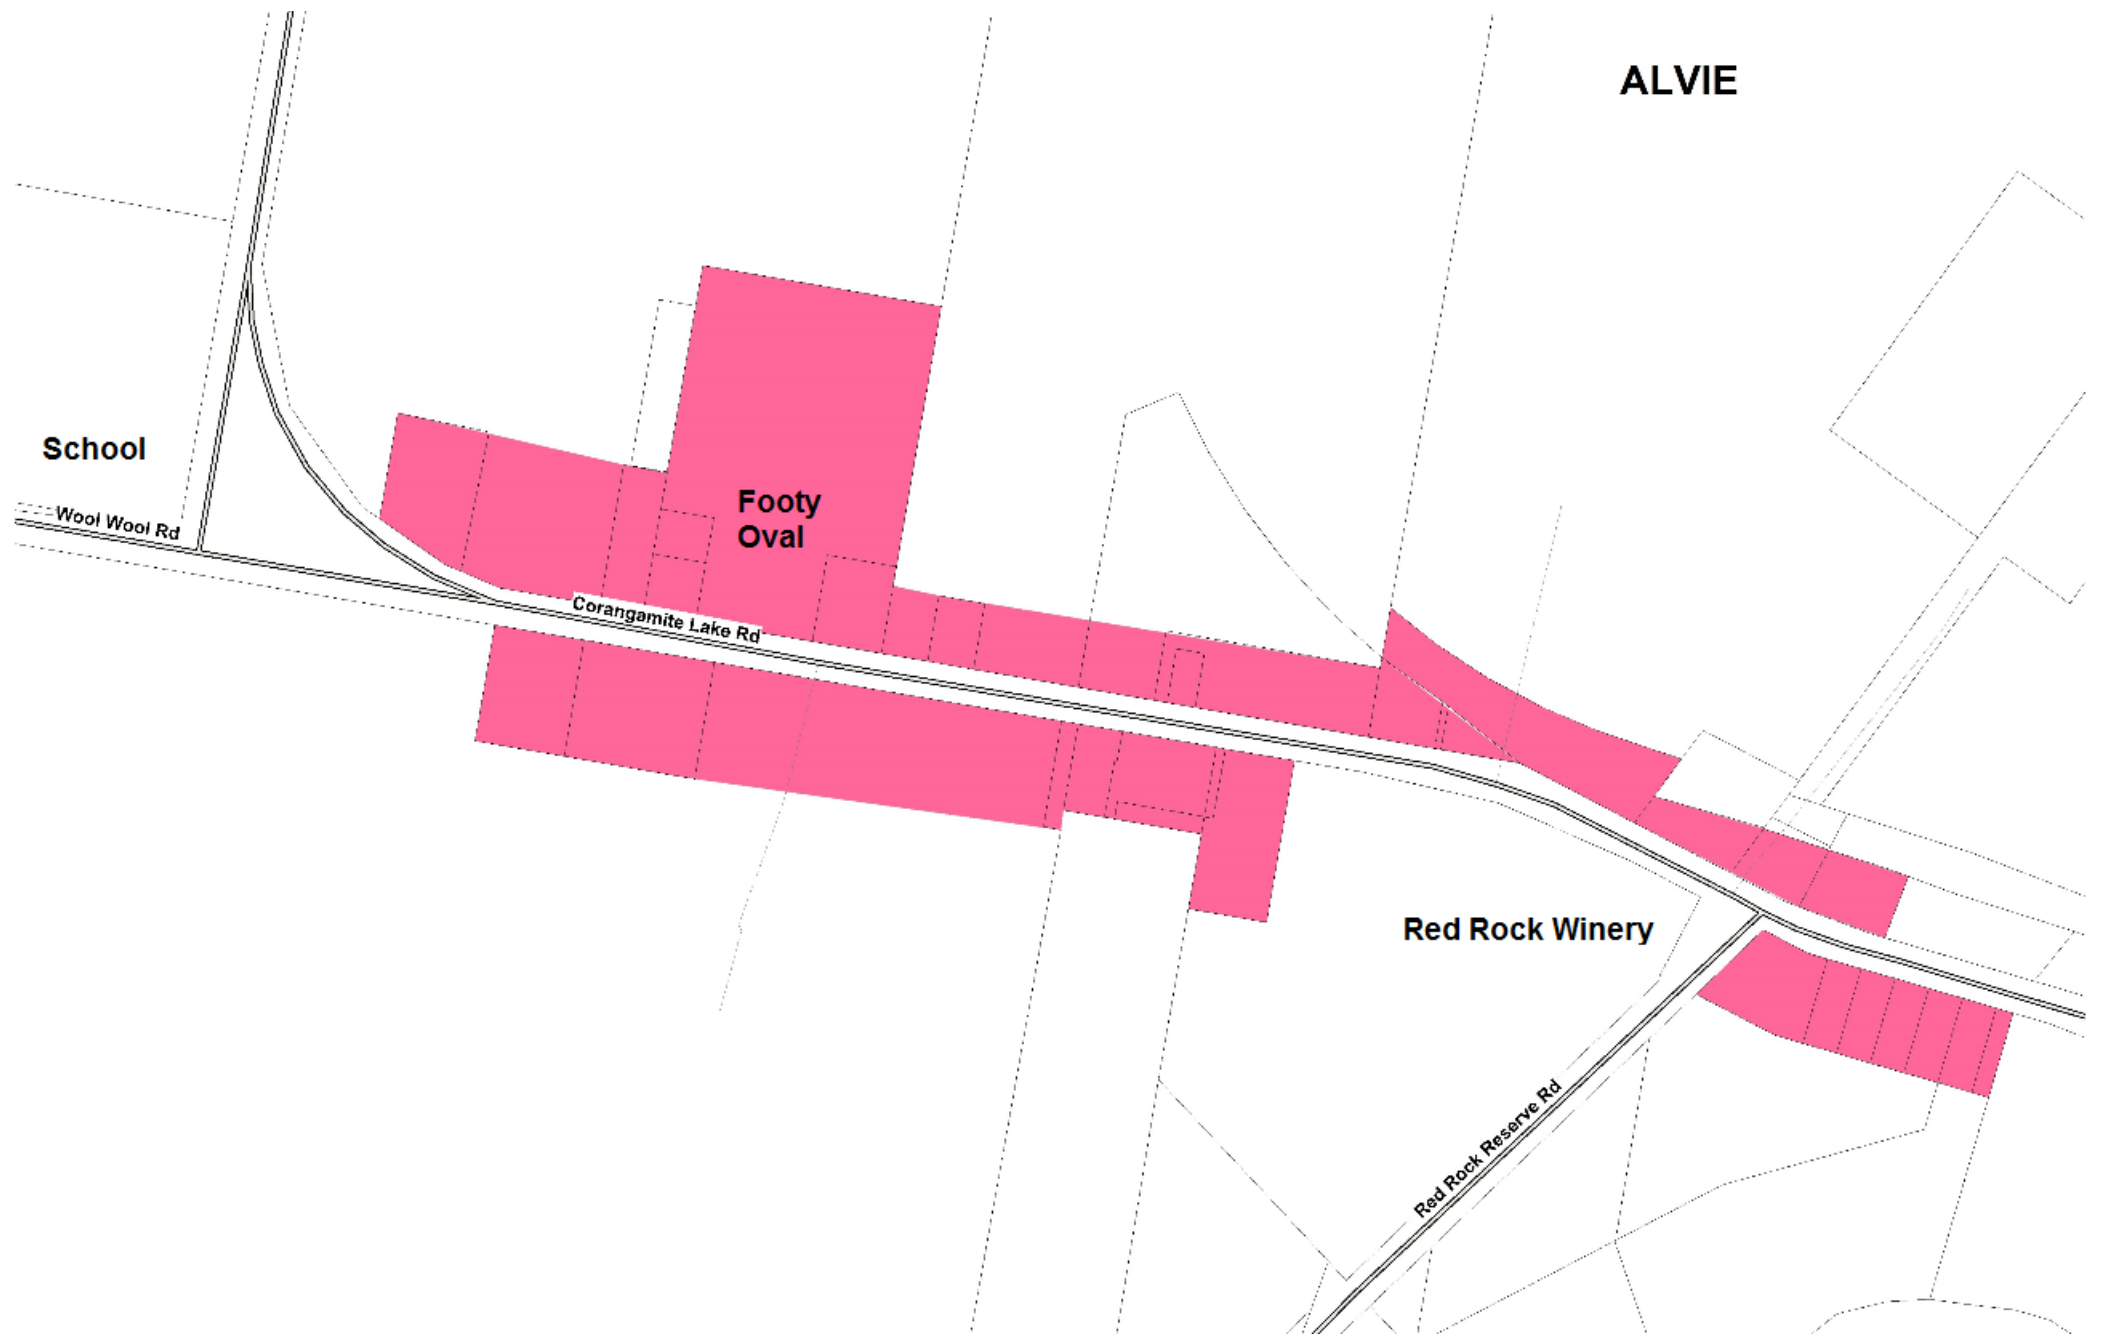 ALVIE
School
Footy
Oval
Wool Wool Rd
Corangamite Lake Rd
Red Rock Winery
Red Rock Reserve Rd